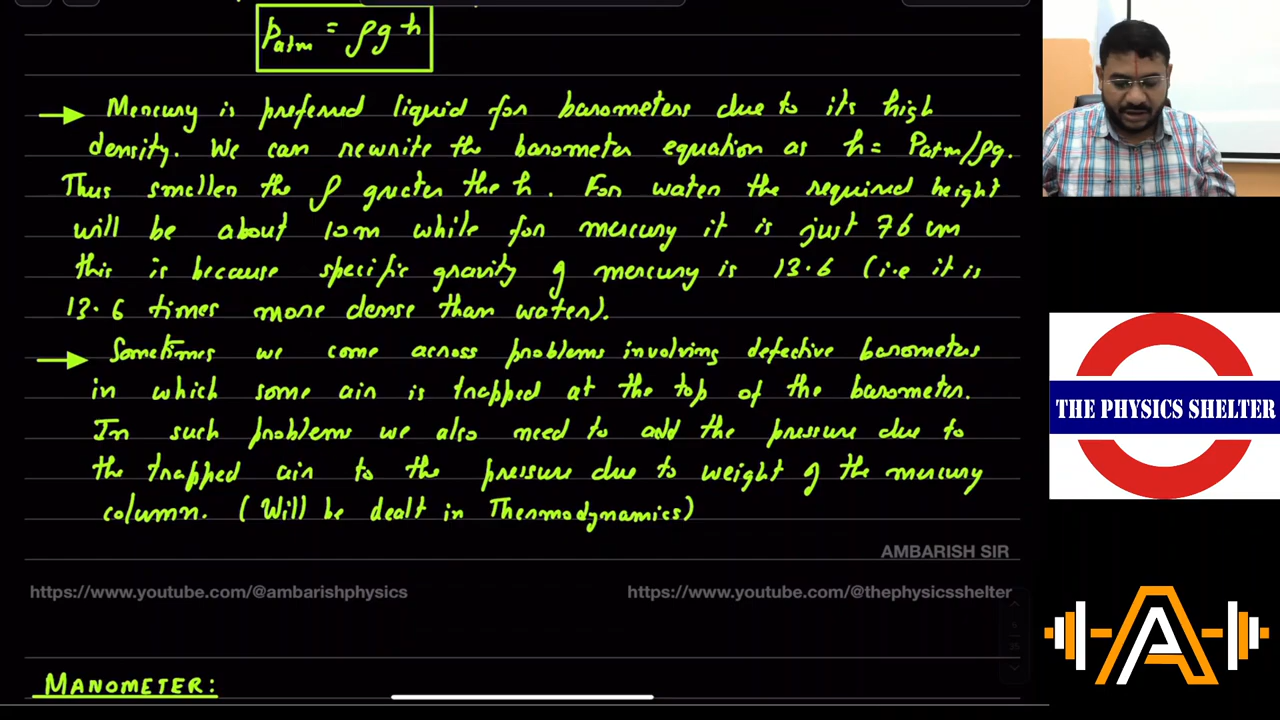 Patm = ρgh
→ Mercury is preferred liquid for barometers due to its high
density. We can rewrite the barometer equation as h = Patm/ρg.
Thus smaller the ρ greter the h. For water the required height
will be about 10m while for mercury it is just 76 cm
this is because specific gravity of mercury is 13.6 (i.e it is
13.6 times more dense than water).
→ Sometimes we come across problems involving defective barometers
in which some air is trapped at the top of the barometer.
In such problems we also need to add the pressure due to
the trapped air to the pressure due to weight of the mercury
column. (Will be dealt in Thermodynamics)
AMBARISH SIR
https://www.youtube.com/@ambarishphysics
https://www.youtube.com/@thephysicsshelter
MANOMETER:
THE PHYSICS SHELTER